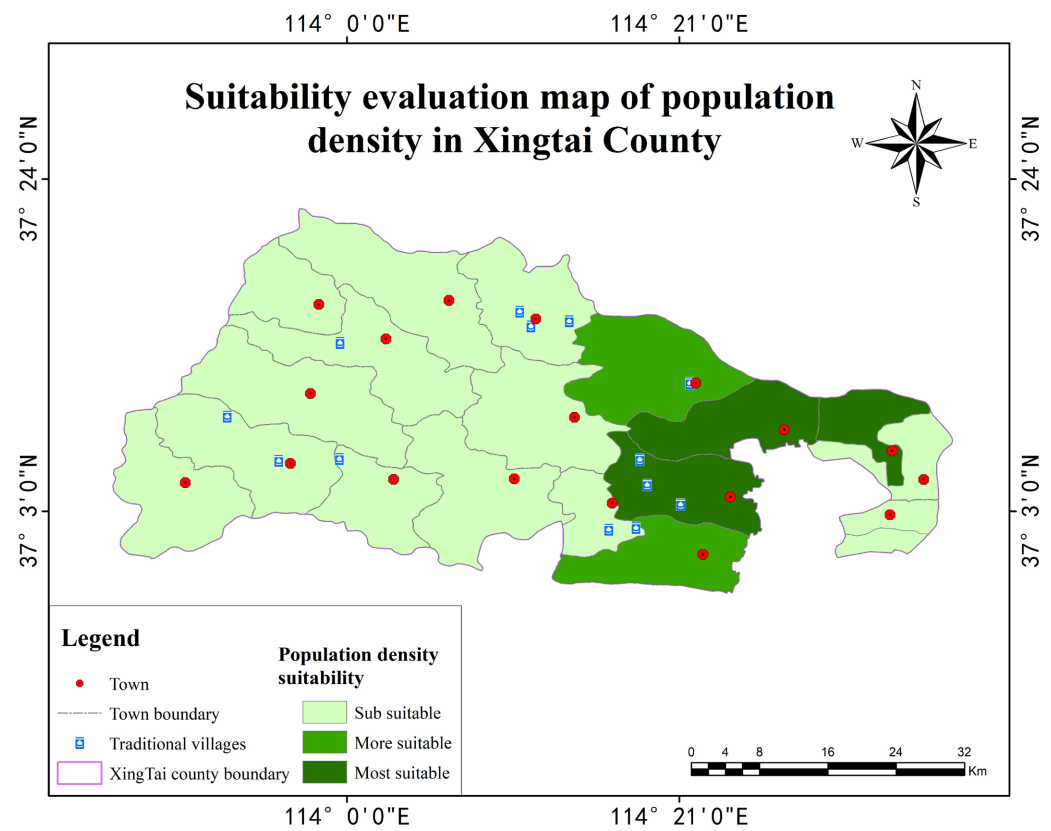 114° 0'0"E
114° 21'0"E
Suitability evaluation map of population
density in Xingtai County
N
W
E
S
37° 24'0"N
37° 24'0"N
37° 3'0"N
37° 3'0"N
Legend
Town
Town boundary
Traditional villages
XingTai county boundary
Population density
suitability
Sub suitable
More suitable
Most suitable
0 4 8 16 24 32
Km
114° 0'0"E
114° 21'0"E